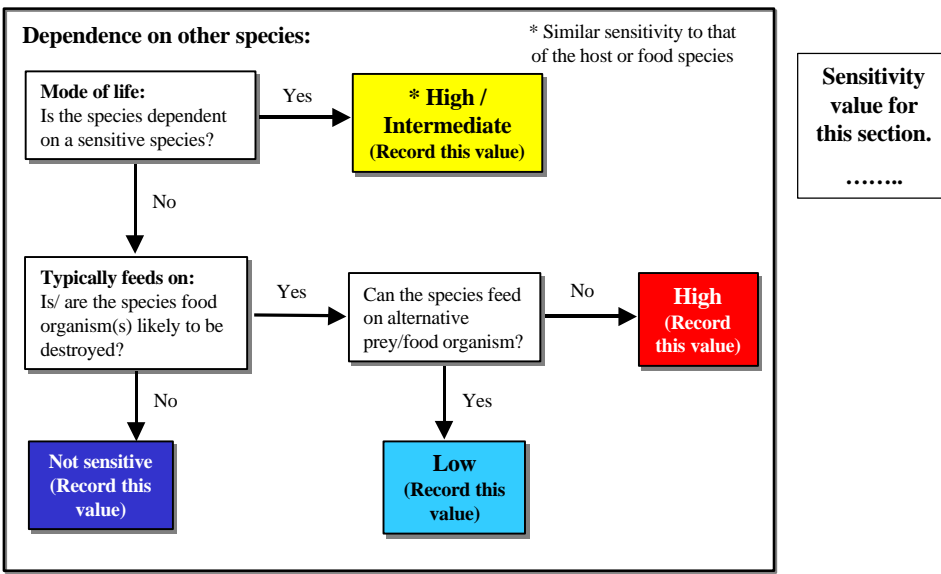 Dependence on other species:
* Similar sensitivity to that
of the host or food species
Mode of life:
Is the species dependent
on a sensitive species?
Yes
* High /
Intermediate
(Record this value)
Sensitivity
value for
this section.
……..
No
Typically feeds on:
Is/ are the species food
organism(s) likely to be
destroyed?
Yes
Can the species feed
on alternative
prey/food organism?
No
High
(Record
this value)
No
Yes
Not sensitive
(Record this
value)
Low
(Record this
value)